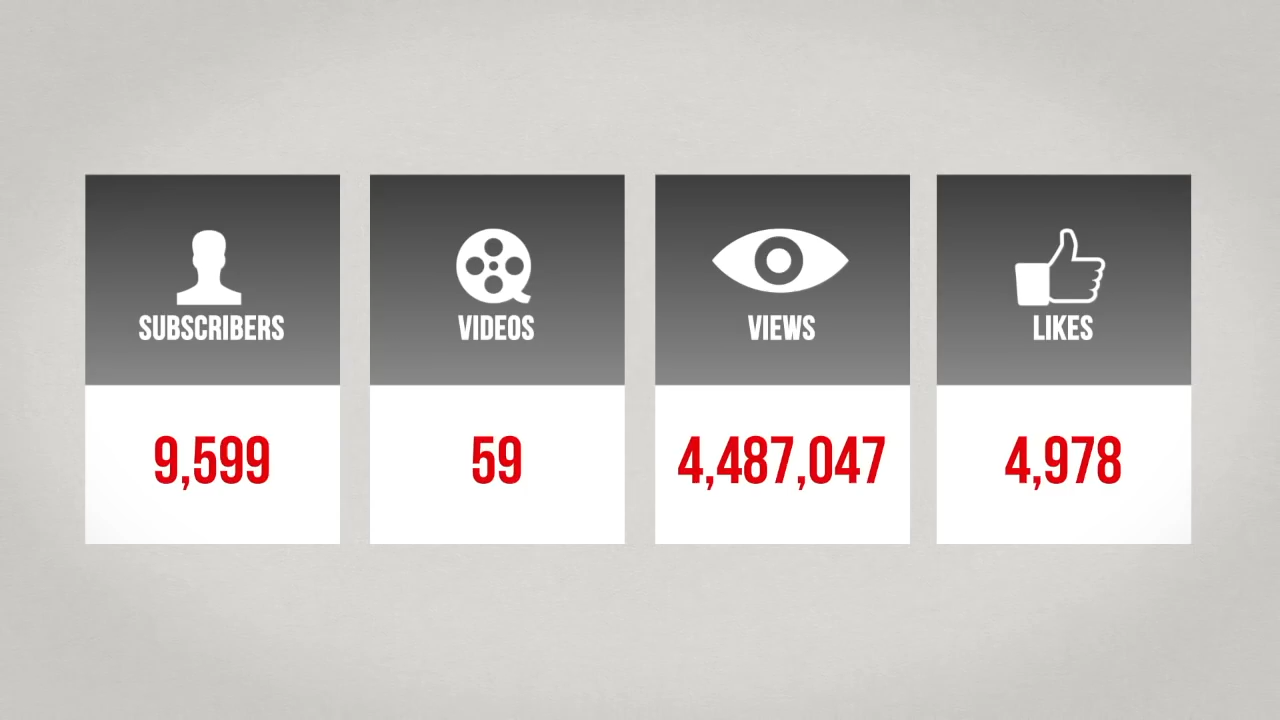 SUBSCRIBERS
VIDEOS
VIEWS
LIKES
9,599
59
4,487,047
4,978